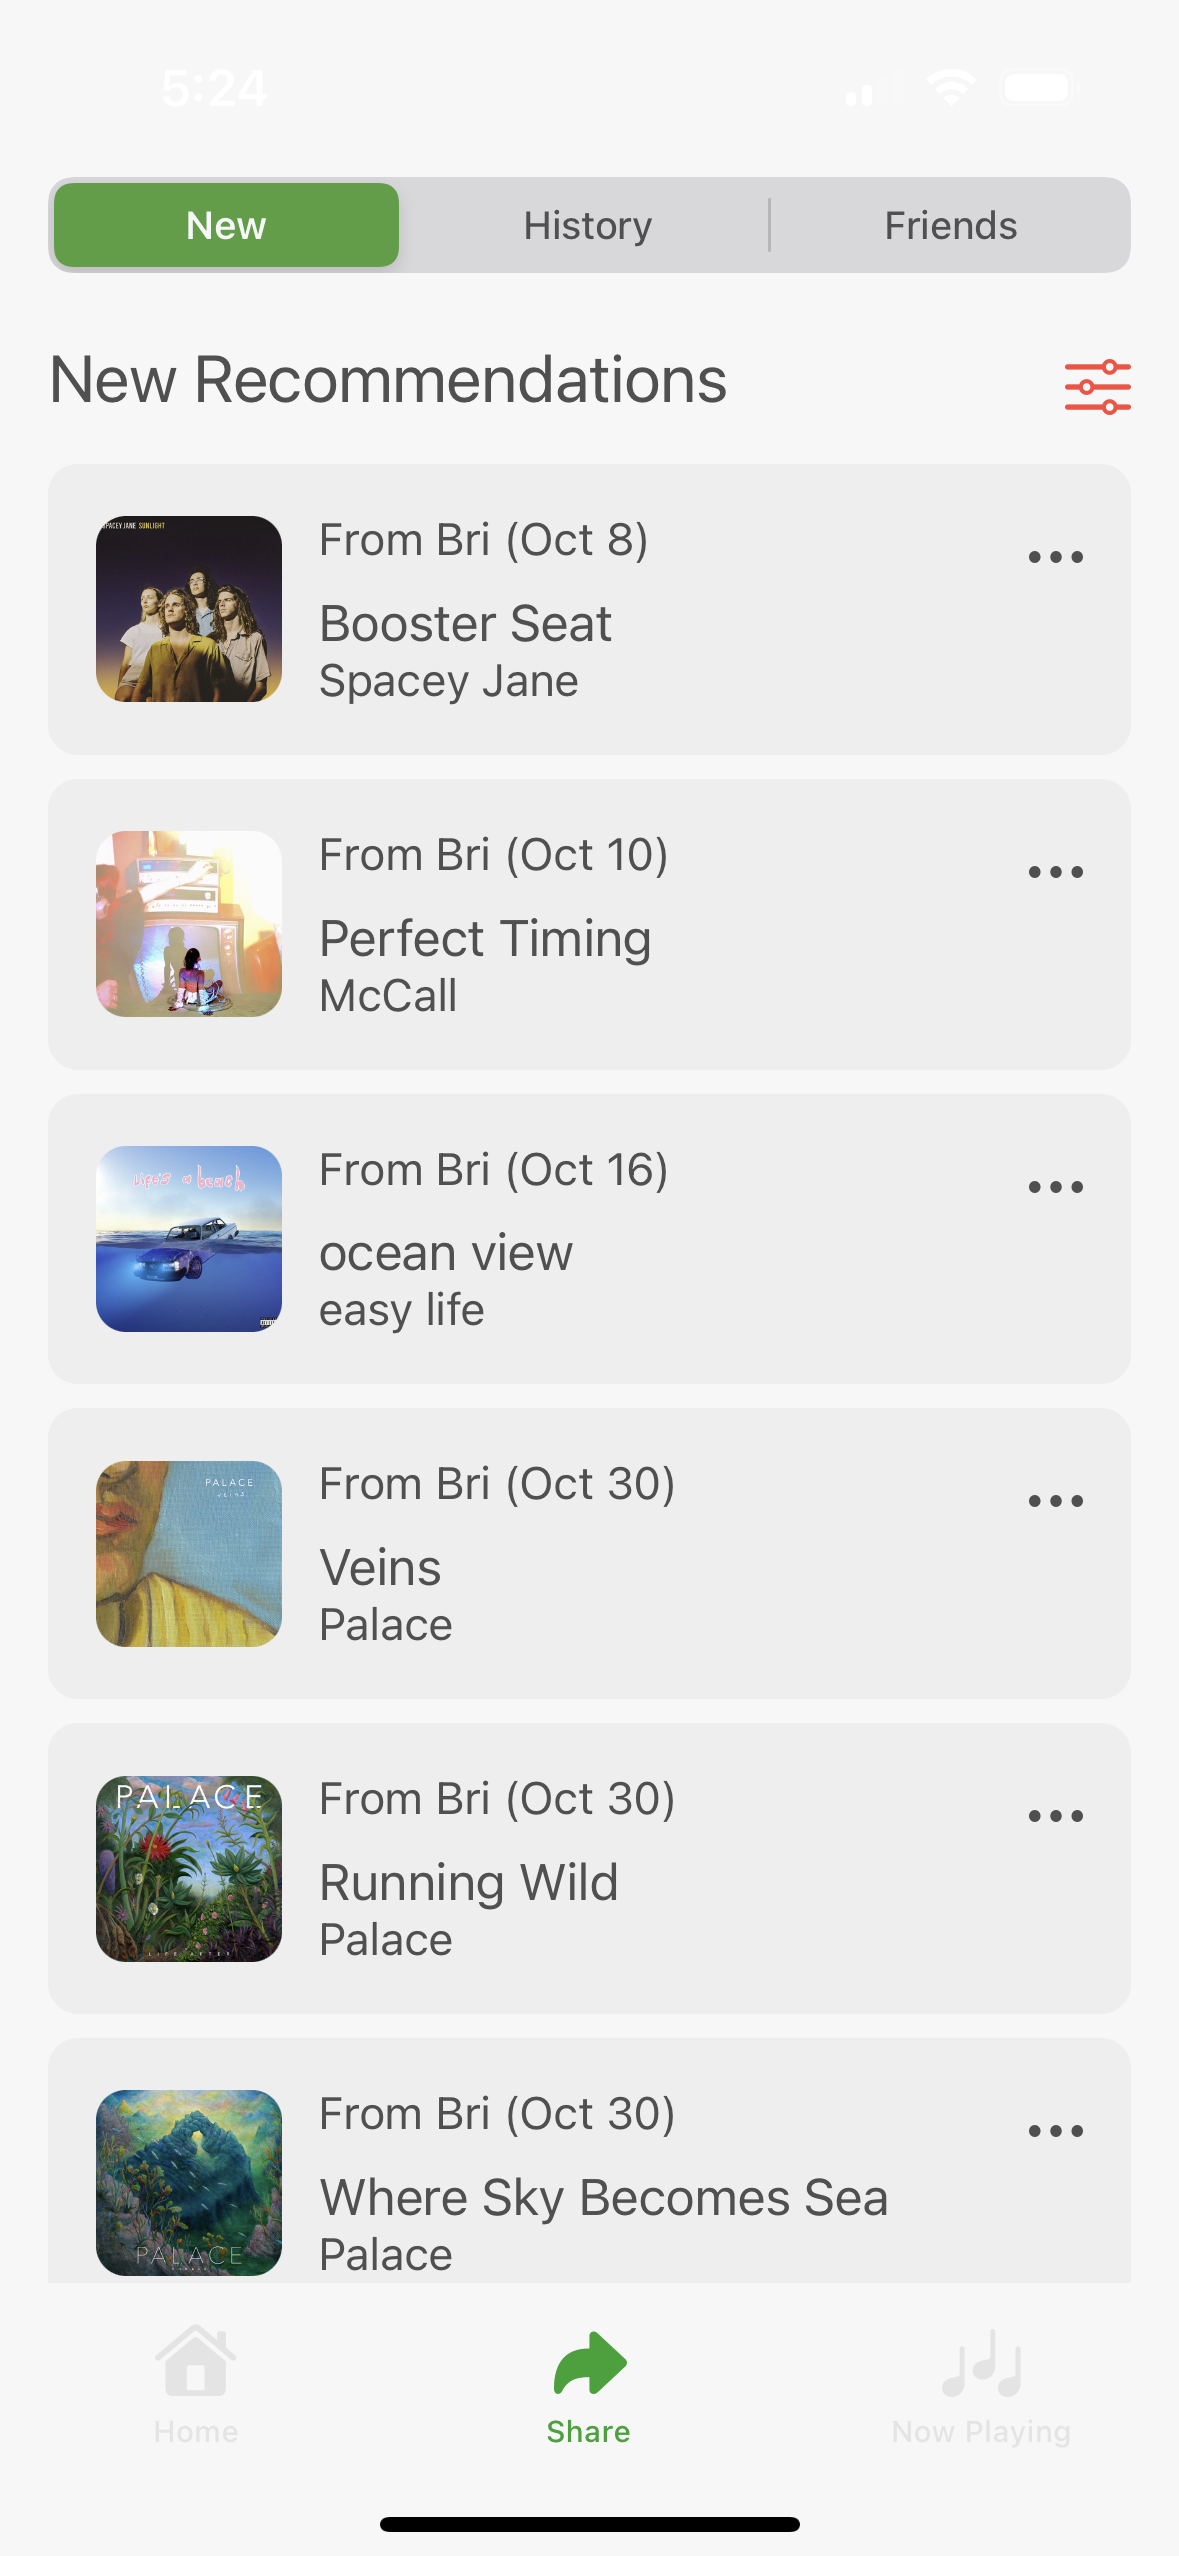 5:24
New
History
Friends
New Recommendations
SPACEY JANE SUNLIGHT
From Bri (Oct 8)
Booster Seat
Spacey Jane
From Bri (Oct 10)
Perfect Timing
McCall
Life's a beach
From Bri (Oct 16)
ocean view
easy life
PALACE
VEINS
From Bri (Oct 30)
Veins
Palace
PALACE
LIFE AFTER
From Bri (Oct 30)
Running Wild
Palace
PALACE
From Bri (Oct 30)
Where Sky Becomes Sea
Palace
Home
Share
Now Playing